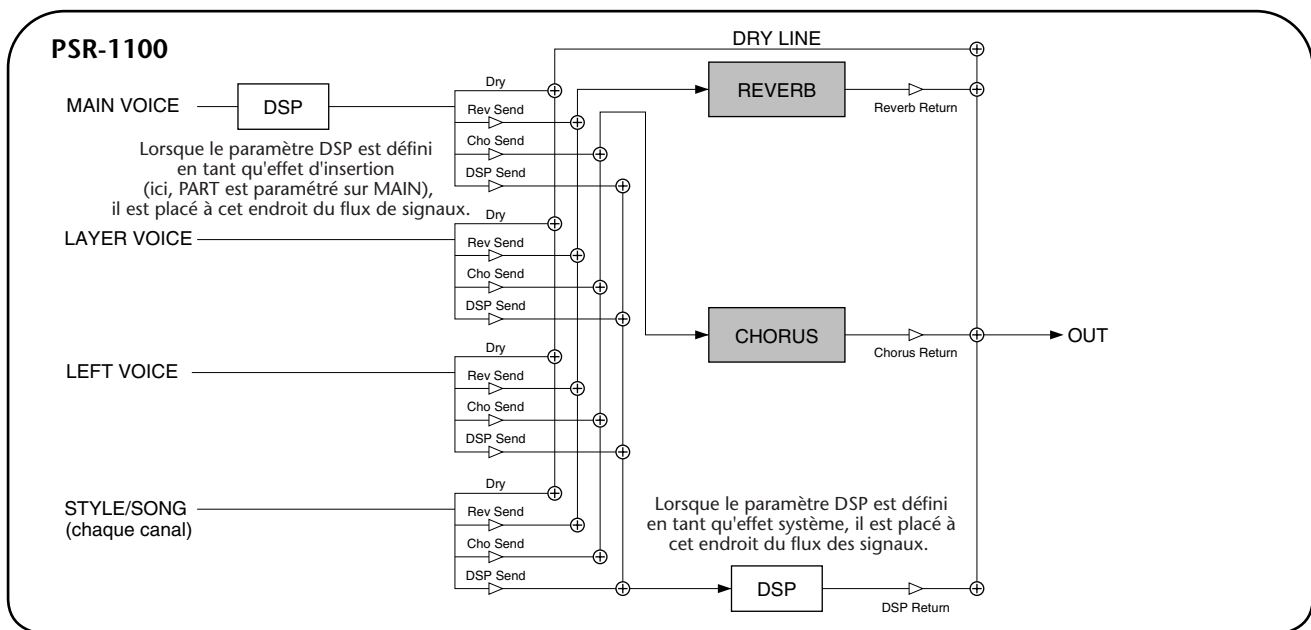 PSR-1100
DRY LINE
MAIN VOICE
DSP
Dry
Rev Send
Cho Send
DSP Send
REVERB
Reverb Return
Lorsque le paramètre DSP est défini
en tant qu'effet d'insertion
(ici, PART est paramétré sur MAIN),
il est placé à cet endroit du flux de signaux.
LAYER VOICE
Dry
Rev Send
Cho Send
DSP Send
CHORUS
Chorus Return
OUT
LEFT VOICE
Dry
Rev Send
Cho Send
DSP Send
STYLE/SONG
(chaque canal)
Dry
Rev Send
Cho Send
DSP Send
Lorsque le paramètre DSP est défini
en tant qu'effet système, il est placé à
cet endroit du flux des signaux.
DSP
DSP Return